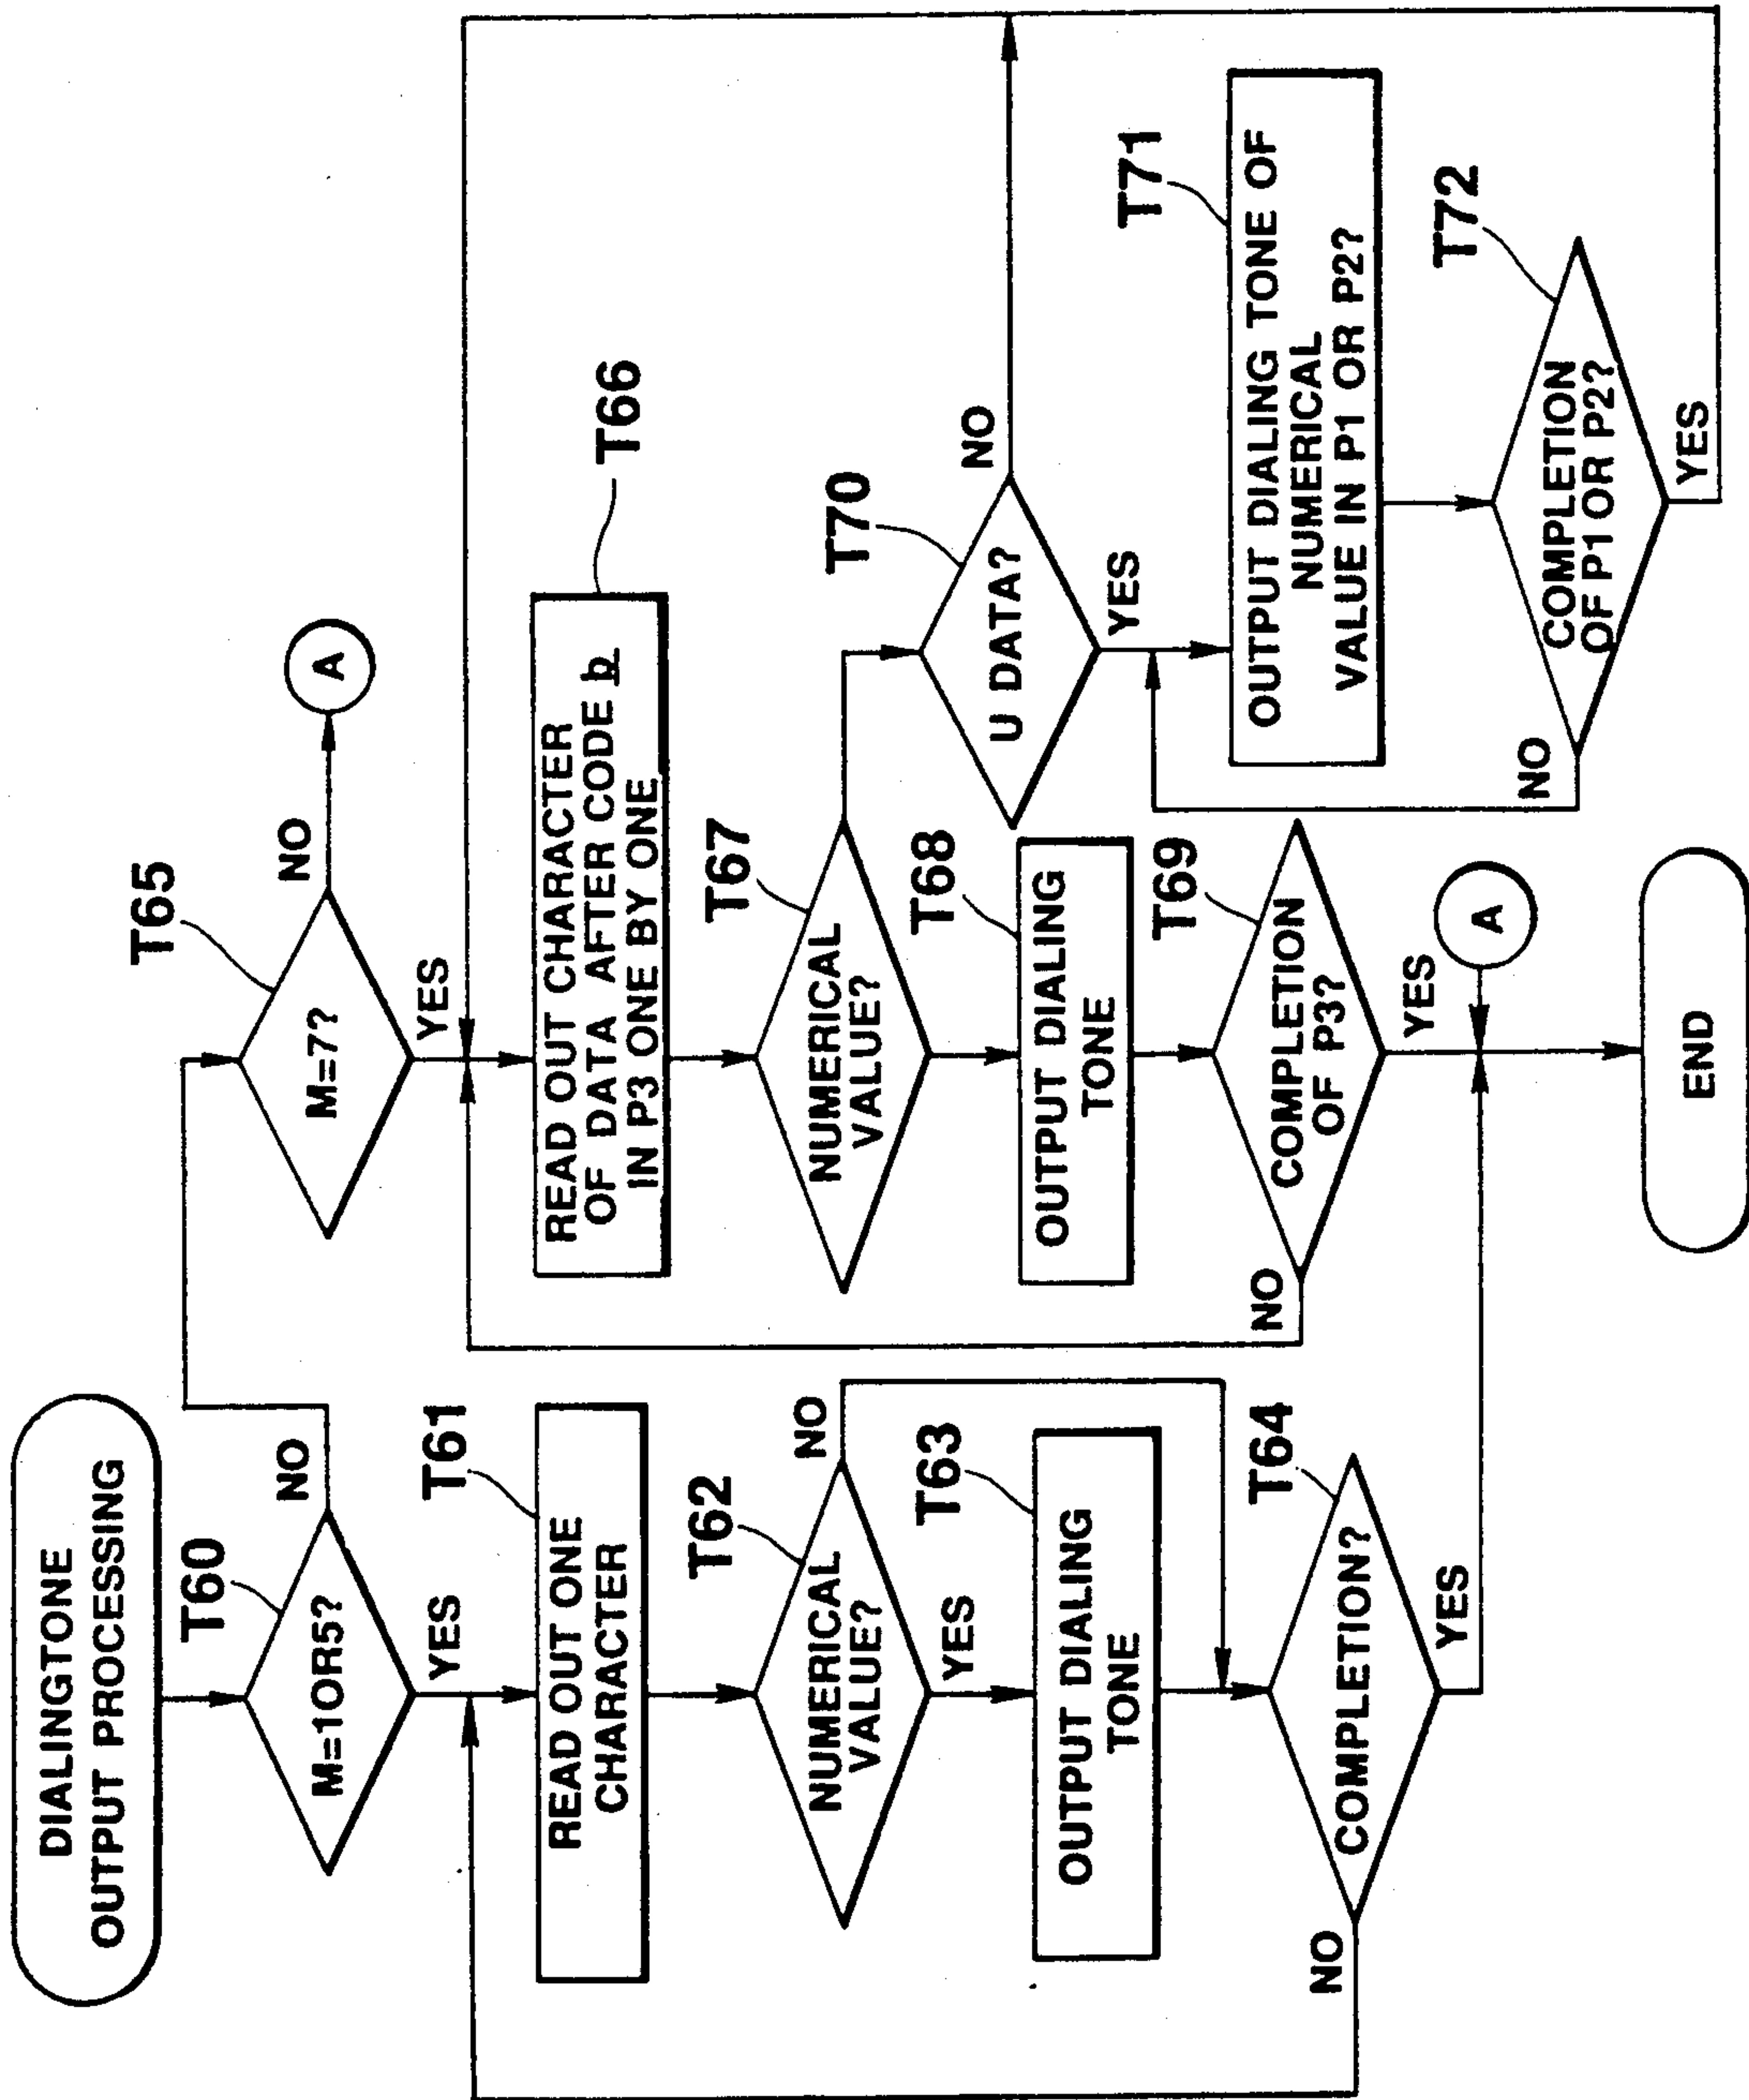 DIALINGTONE
OUTPUT PROCESSING
T60
M=1OR5?
NO
YES
T61
READ OUT ONE
CHARACTER
T62
NUMERICAL
VALUE?
NO
YES
T63
OUTPUT DIALING
TONE
T64
COMPLETION?
NO
YES
T65
M=7?
NO
A
YES
T66
READ OUT CHARACTER
OF DATA AFTER CODE b
IN P3 ONE BY ONE
T67
NUMERICAL
VALUE?
T68
OUTPUT DIALING
TONE
T69
COMPLETION
OF P3?
NO
YES
A
END
T70
U DATA?
NO
YES
T71
OUTPUT DIALING TONE OF
NUMERICAL
VALUE IN P1 OR P2?
T72
COMPLETION
OF P1 OR P2?
NO
YES